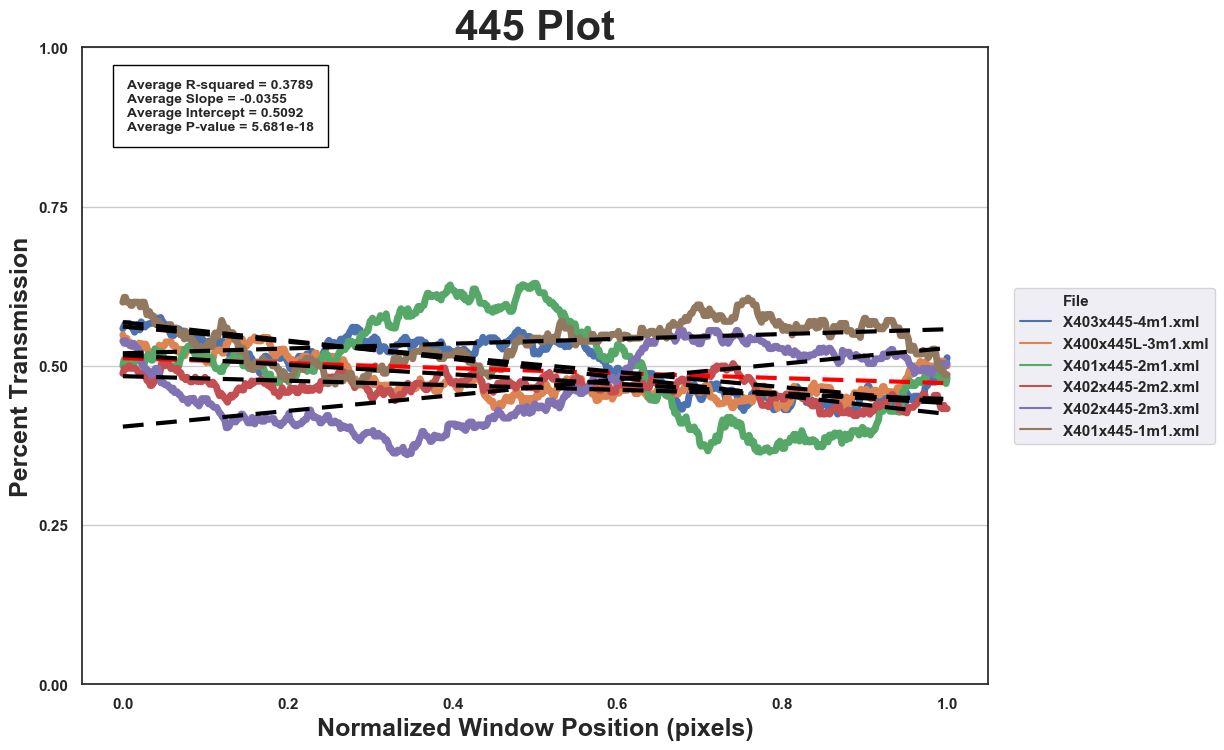 445 Plot
Average R-squared = 0.3789
Average Slope = -0.0355
Average Intercept = 0.5092
Average P-value = 5.681e-18
Percent Transmission
1.00
0.75
0.50
0.25
0.00
0.0 0.2 0.4 0.6 0.8 1.0
Normalized Window Position (pixels)
File
X403x445-4m1.xml
X400x445L-3m1.xml
X401x445-2m1.xml
X402x445-2m2.xml
X402x445-2m3.xml
X401x445-1m1.xml